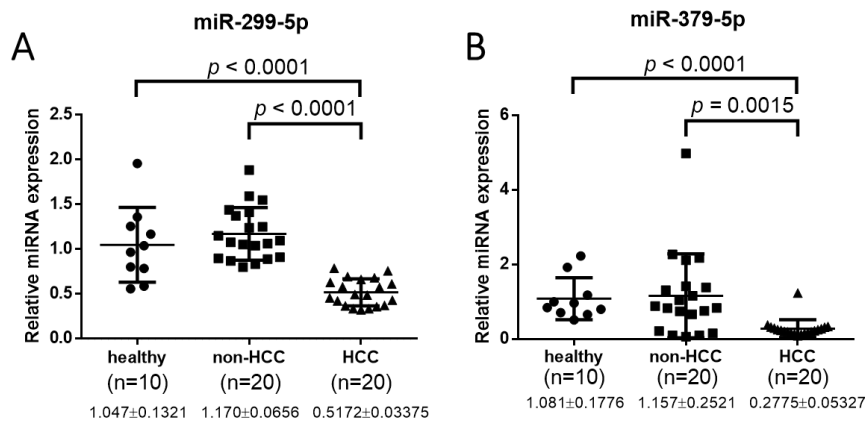 miR-299-5p
A
p < 0.0001
p < 0.0001
Relative miRNA expression
2.5
2.0
1.5
1.0
0.5
0.0
healthy non-HCC HCC
(n=10) (n=20) (n=20)
1.047±0.1321 1.170±0.0656 0.5172±0.03375
miR-379-5p
B
p < 0.0001
p = 0.0015
Relative miRNA expression
6
4
2
0
healthy non-HCC HCC
(n=10) (n=20) (n=20)
1.081±0.1776 1.157±0.2521 0.2775±0.05327